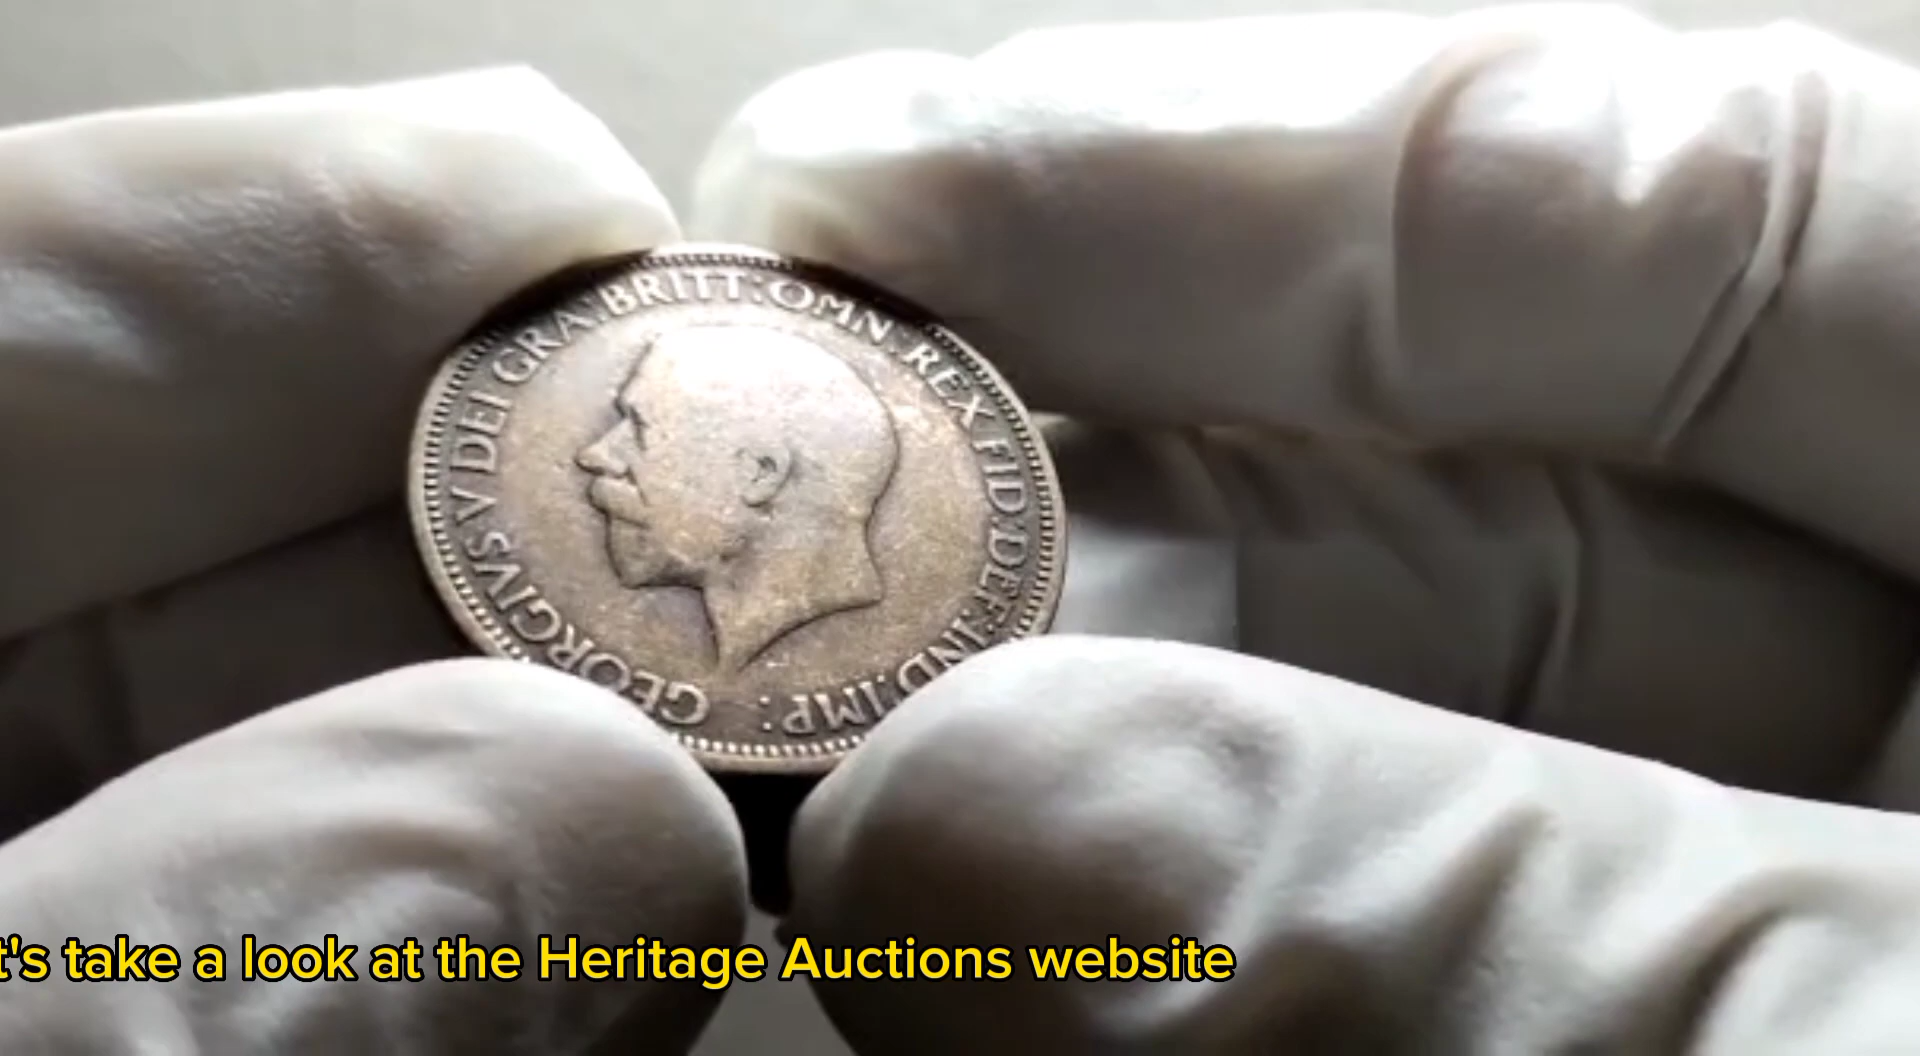 GEORGIVS V DEI GRA: BRITT: OMN: REX FID: DEF: IND: IMP:
t's take a look at the Heritage Auctions website